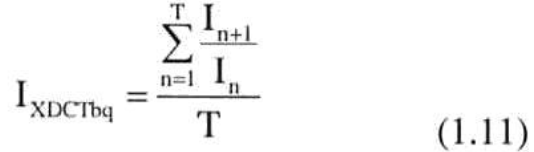 I_XDCTbq = (∑_{n=1}^{T} I_{n+1} / I_n) / T (1.11)